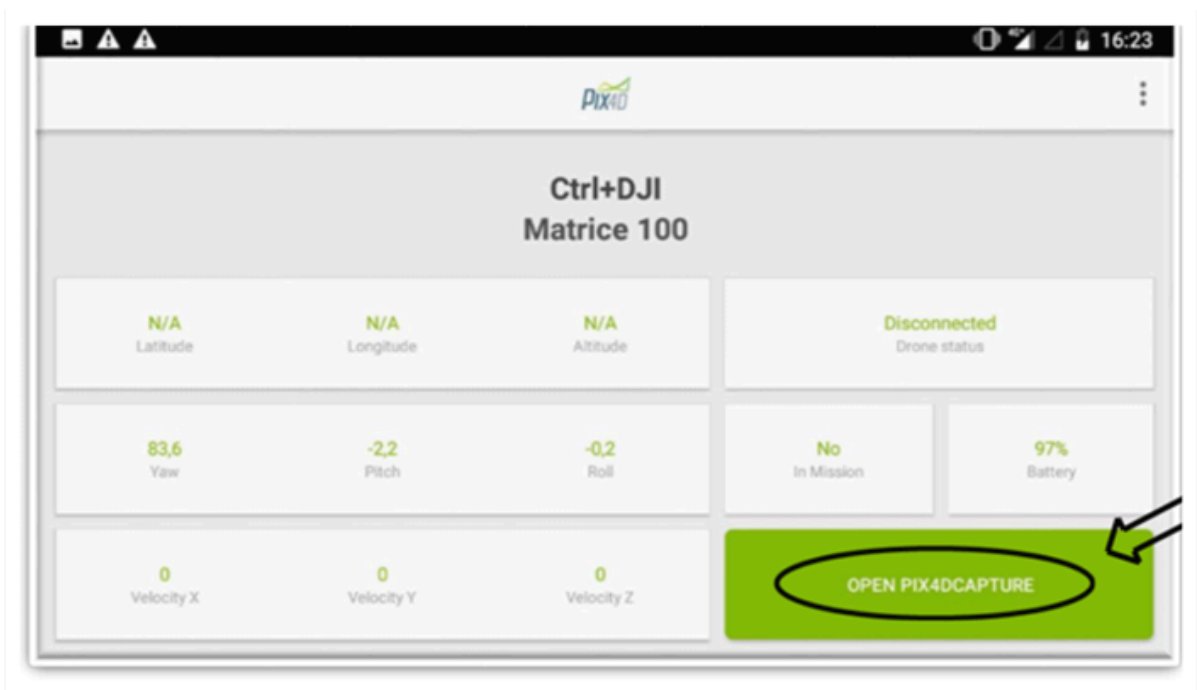 4G+ 16:23
PIX4D
Ctrl+DJI
Matrice 100
N/A N/A N/A Disconnected
Latitude Longitude Altitude Drone status
83,6 -2,2 -0,2 No 97%
Yaw Pitch Roll In Mission Battery
0 0 0
Velocity X Velocity Y Velocity Z
OPEN PIX4DCAPTURE